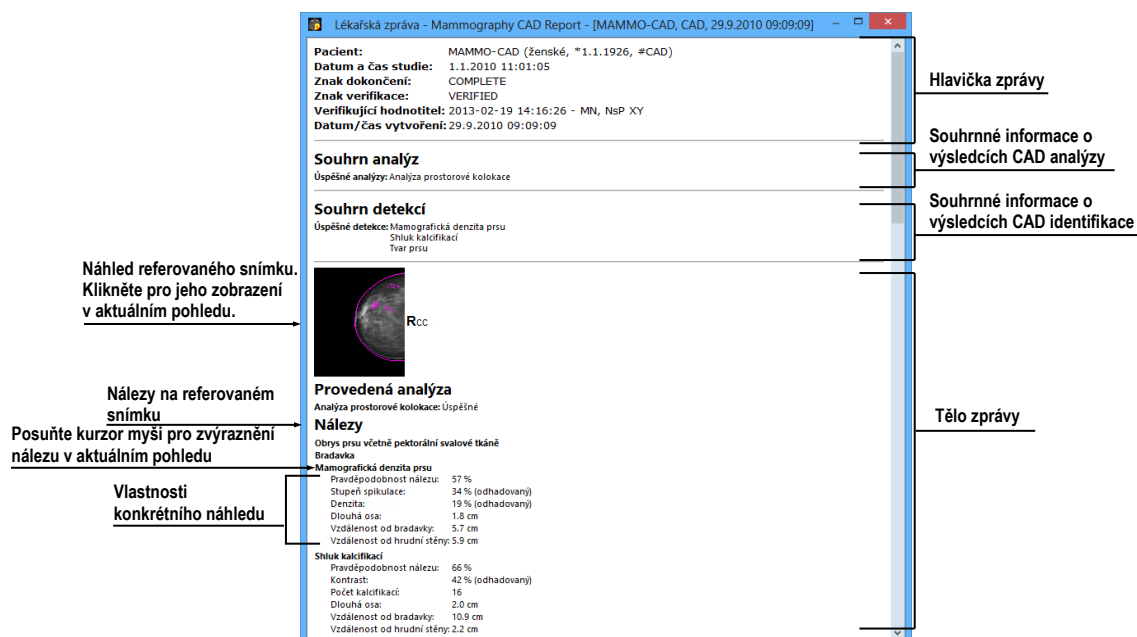 Lékařská zpráva - Mammography CAD Report - [MAMMO-CAD, CAD, 29.9.2010 09:09:09]
Pacient: MAMMO-CAD (ženské, *1.1.1926, #CAD)
Datum a čas studie: 1.1.2010 11:01:05
Znak dokončení: COMPLETE
Znak verifikace: VERIFIED
Verifikující hodnotitel: 2013-02-19 14:16:26 - MN, NsP XY
Datum/čas vytvoření: 29.9.2010 09:09:09
Hlavička zprávy
Souhrn analýz
Úspěšné analýzy: Analýza prostorové kolokace
Souhrnné informace o
výsledcích CAD analýzy
Souhrn detekcí
Úspěšné detekce: Mamografická denzita prsu
Shluk kalcifikací
Tvar prsu
Souhrnné informace o
výsledcích CAD identifikace
Náhled referovaného snímku.
Klikněte pro jeho zobrazení
v aktuálním pohledu.
RCC
Provedená analýza
Analýza prostorové kolokace: Úspěšné
Nálezy na referovaném
snímku
Nálezy
Tělo zprávy
Posuňte kurzor myši pro zvýraznění
nálezu v aktuálním pohledu
Obrys prsu včetně pektorální svalové tkáně
Bradavka
Mamografická denzita prsu
Pravděpodobnost nálezu: 57 %
Stupeň spikulace: 34 % (odhadovaný)
Denzita: 19 % (odhadovaný)
Dlouhá osa: 1.8 cm
Vzdálenost od bradavky: 5.7 cm
Vzdálenost od hrudní stěny: 5.9 cm
Vlastnosti
konkrétního náhledu
Shluk kalcifikací
Pravděpodobnost nálezu: 66 %
Kontrast: 42 % (odhadovaný)
Počet kalcifikací: 16
Dlouhá osa: 2.0 cm
Vzdálenost od bradavky: 10.9 cm
Vzdálenost od hrudní stěny: 2.2 cm